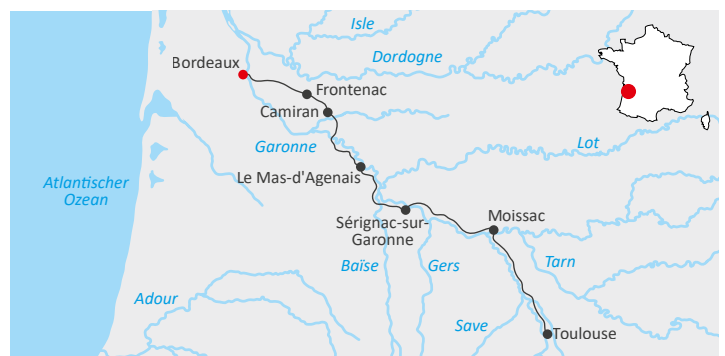 Isle
Dordogne
Bordeaux
Frontenac
Camiran
Garonne
Lot
Le Mas-d'Agenais
Atlantischer
Ozean
Sérignac-sur-
Garonne
Moissac
Baïse
Gers
Tarn
Adour
Save
Toulouse